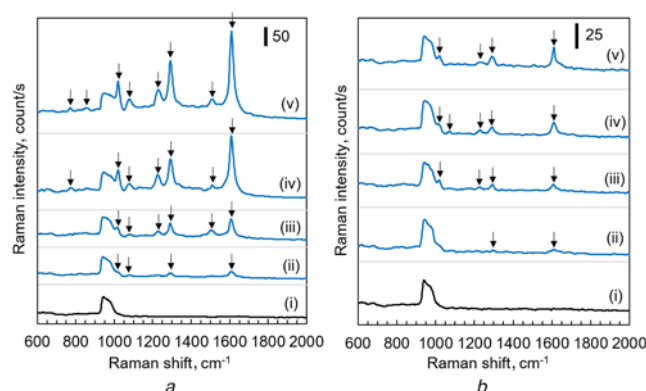 50
25
(v)
(v)
(iv)
(iv)
(iii)
(iii)
(ii)
(ii)
(i)
(i)
Raman intensity, count/s
Raman intensity, count/s
600 800 1000 1200 1400 1600 1800 2000
600 800 1000 1200 1400 1600 1800 2000
Raman shift, cm⁻¹
Raman shift, cm⁻¹
a
b